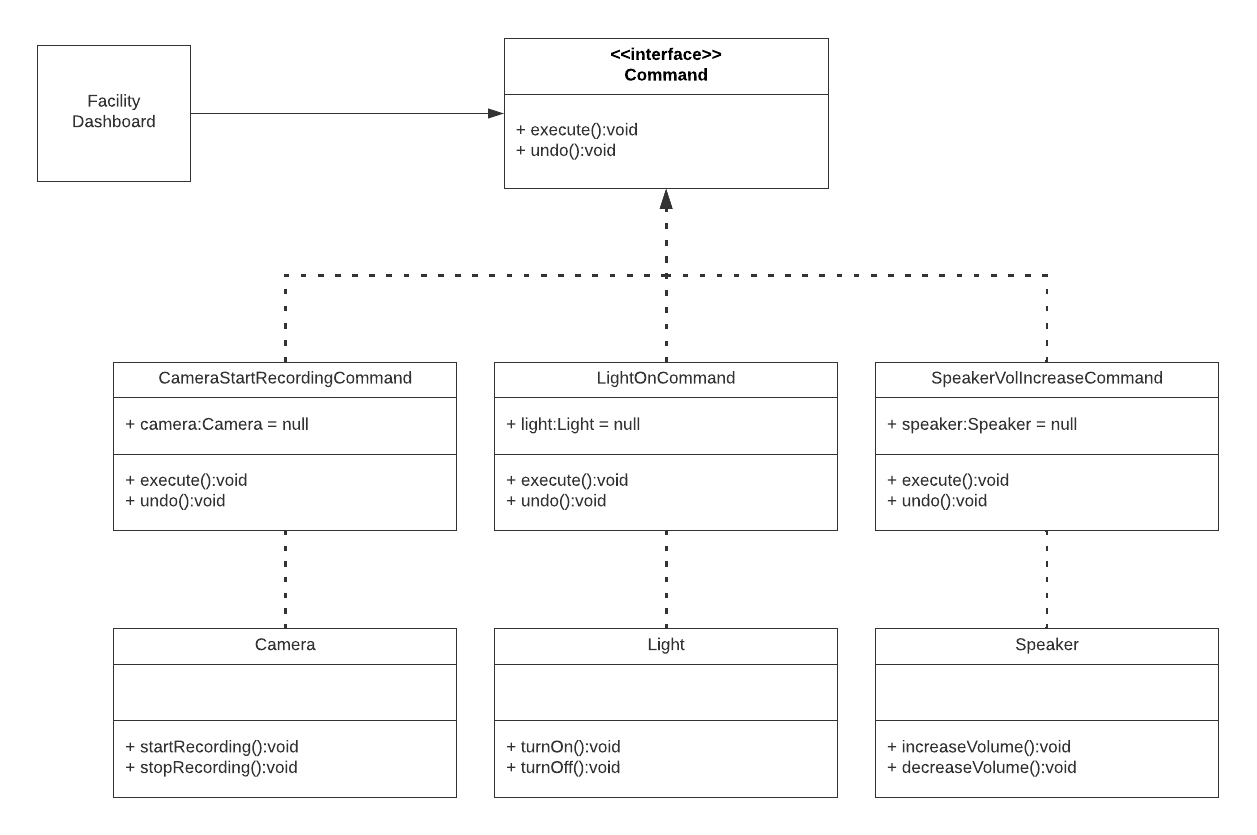 Facility
Dashboard
<<interface>>
Command
+ execute():void
+ undo():void
CameraStartRecordingCommand
+ camera:Camera = null
+ execute():void
+ undo():void
LightOnCommand
+ light:Light = null
+ execute():void
+ undo():void
SpeakerVolIncreaseCommand
+ speaker:Speaker = null
+ execute():void
+ undo():void
Camera
+ startRecording():void
+ stopRecording():void
Light
+ turnOn():void
+ turnOff():void
Speaker
+ increaseVolume():void
+ decreaseVolume():void